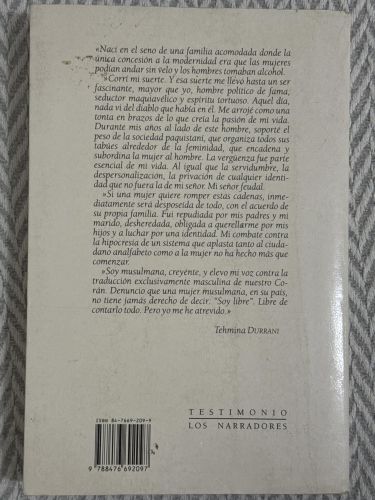 «Nací en el seno de una familia acomodada donde la
única concesión a la modernidad era que las mujeres
podían andar sin velo y los hombres tomaban alcohol.
»Corrí mi suerte. Y esa suerte me llevó hasta un ser
fascinante, mayor que yo, hombre político de fama,
seductor maquiavélico y espíritu tortuoso. Aquel día,
nada vi del diablo que había en él. Me arrojé como una
tonta en brazos de lo que creía la pasión de mi vida.
Durante mis años al lado de este hombre, soporté el
peso de la sociedad paquistaní, que organiza todos sus
tabúes alrededor de la feminidad, que encadena y
subordina la mujer al hombre. La vergüenza fue parte
esencial de mi vida. Al igual que la servidumbre, la
despersonalización, la privación de cualquier identi-
dad que no fuera la de mi señor. Mi señor feudal.
»Si una mujer quiere romper estas cadenas, inme-
diatamente será desposeída de todo, con el acuerdo de
su propia familia. Fui repudiada por mis padres y mi
marido, desheredada, obligada a querellarme por mis
hijos y a luchar por una identidad. Mi combate contra
la hipocresía de un sistema que aplasta tanto al ciuda-
dano analfabeto como a la mujer no ha hecho más que
comenzar.
»Soy musulmana, creyente, y elevo mi voz contra la
traducción exclusivamente masculina de nuestro Co-
rán. Denuncio que una mujer musulmana, en su país,
no tiene jamás derecho de decir. "Soy libre". Libre de
contarlo todo. Pero yo me he atrevido.»
Tehmina DURRANI
ISBN 84-7669-209-9
9 788476 692097
TESTIMONIO
LOS NARRADORES